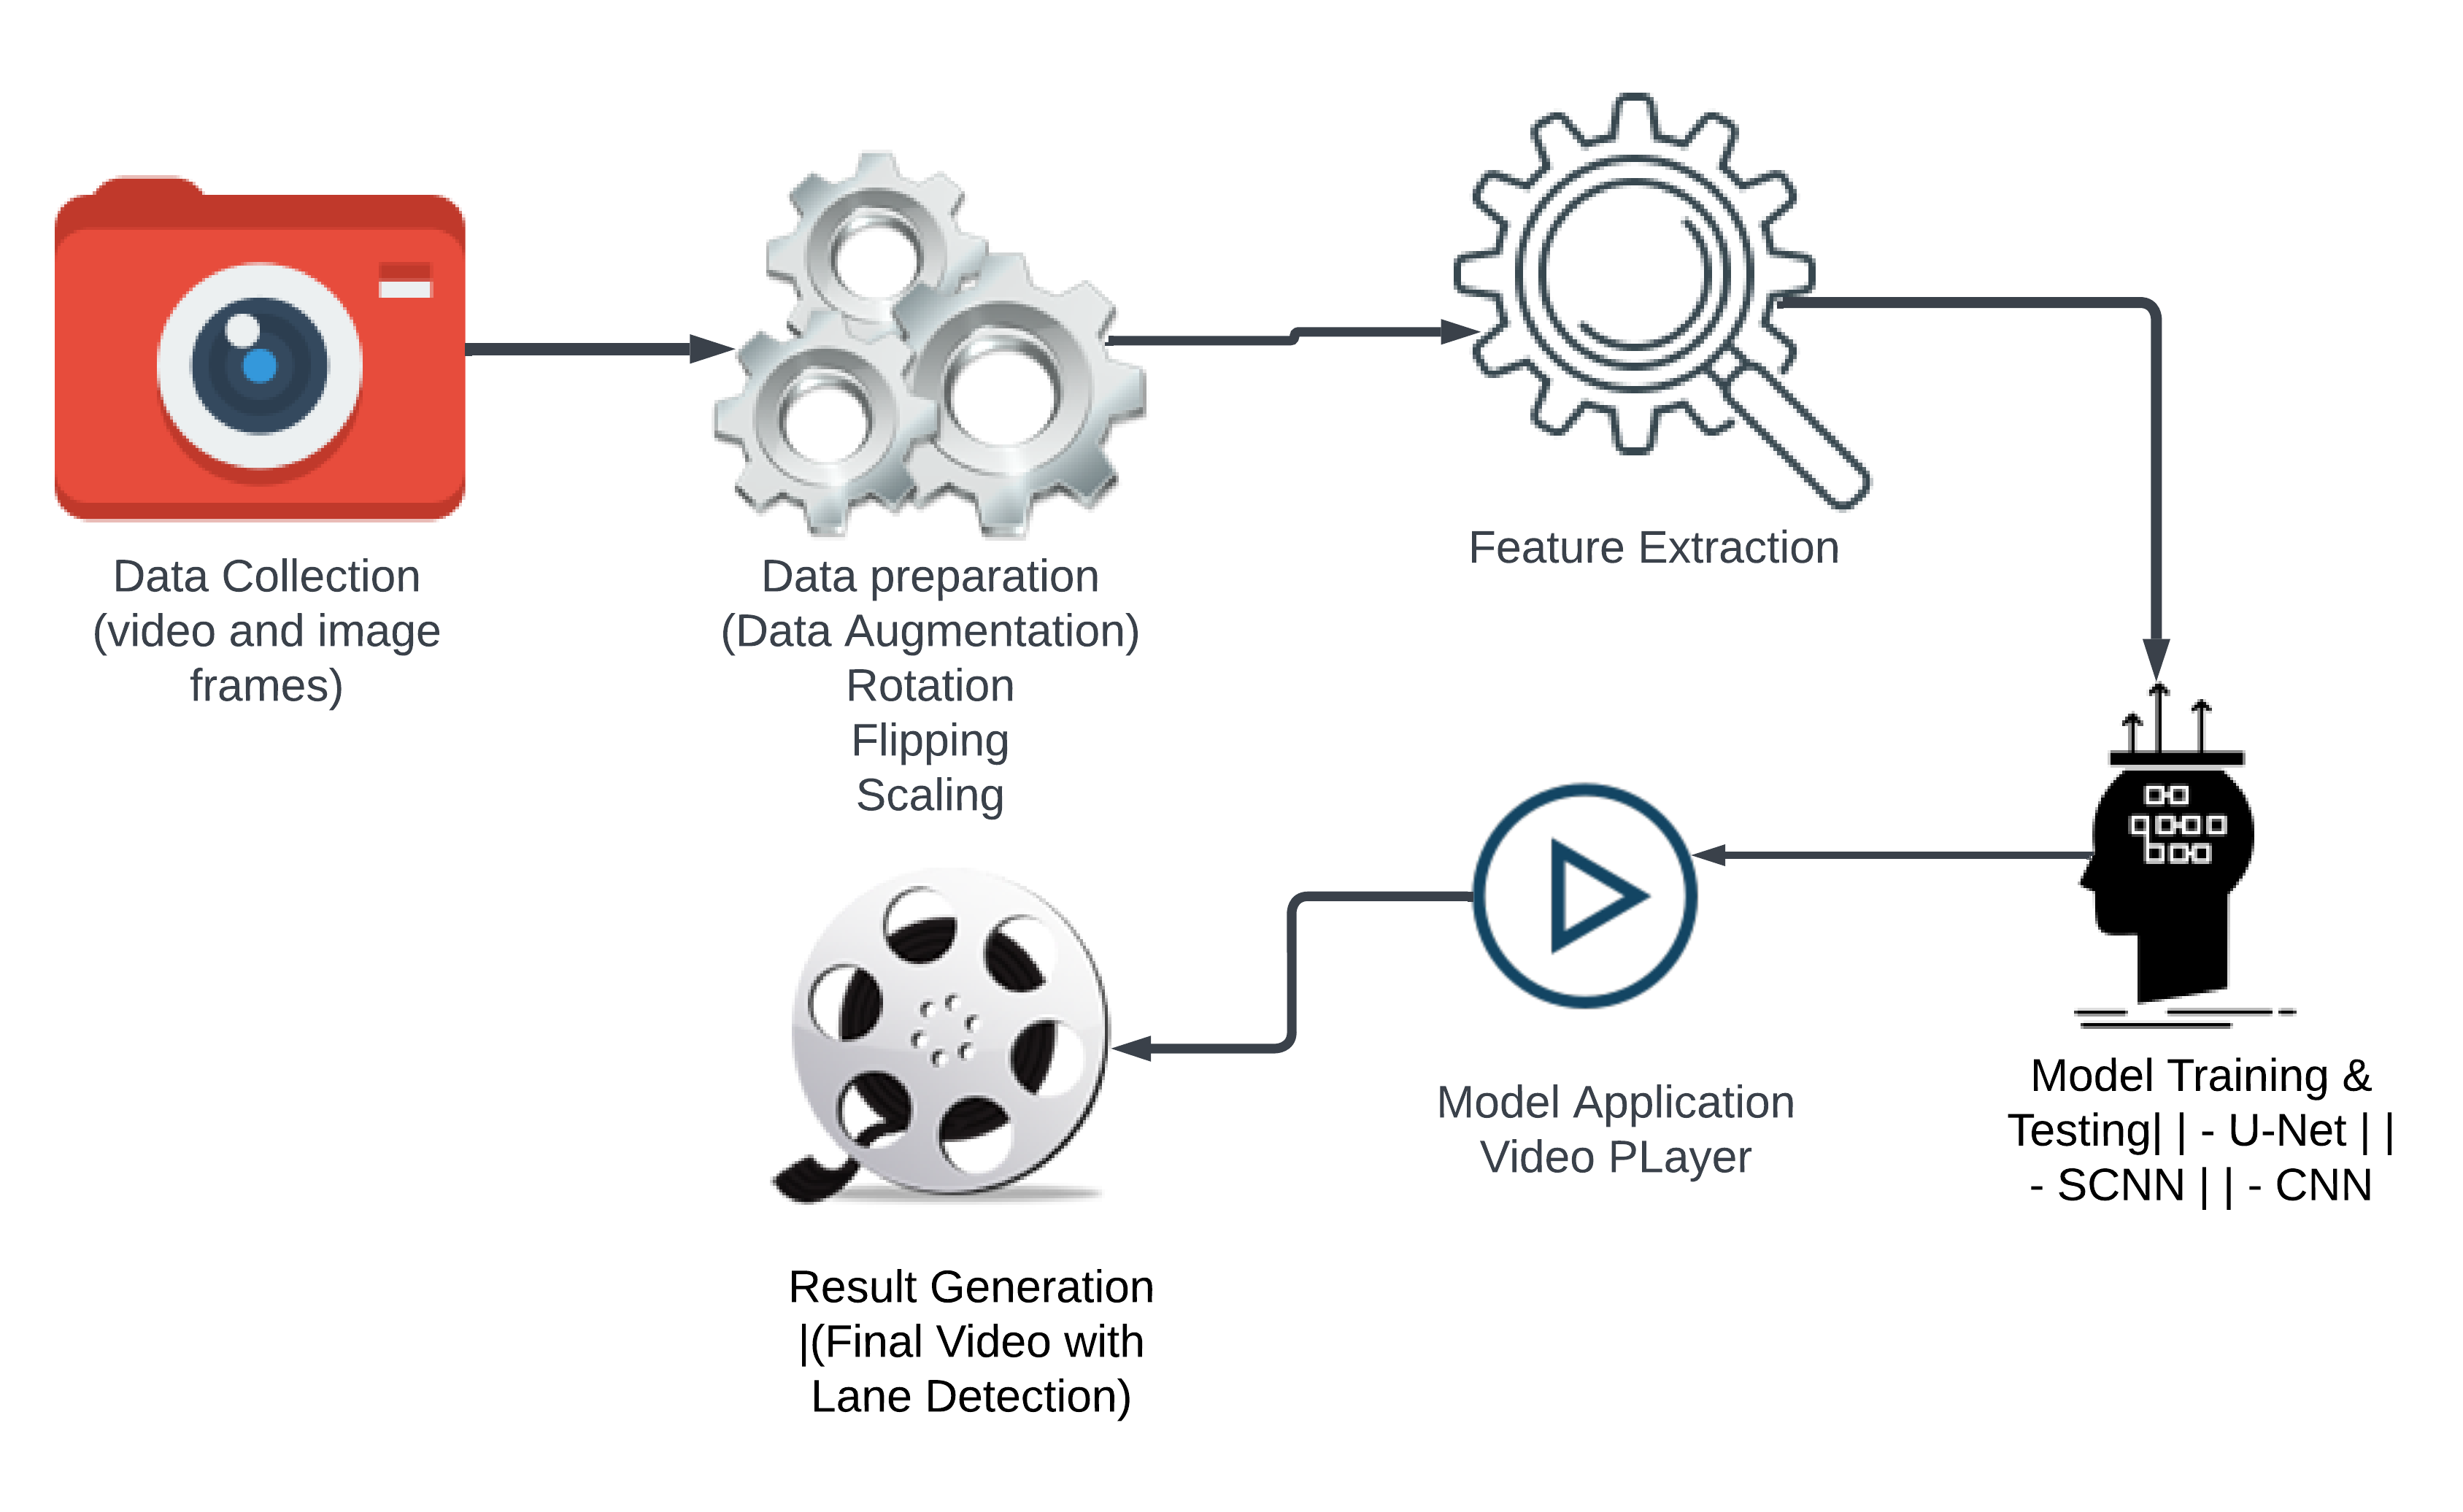 Data Collection
(video and image
frames)
Data preparation
(Data Augmentation)
Rotation
Flipping
Scaling
Feature Extraction
Model Training &
Testing| | - U-Net | |
- SCNN | | - CNN
Model Application
Video PLayer
Result Generation
|(Final Video with
Lane Detection)